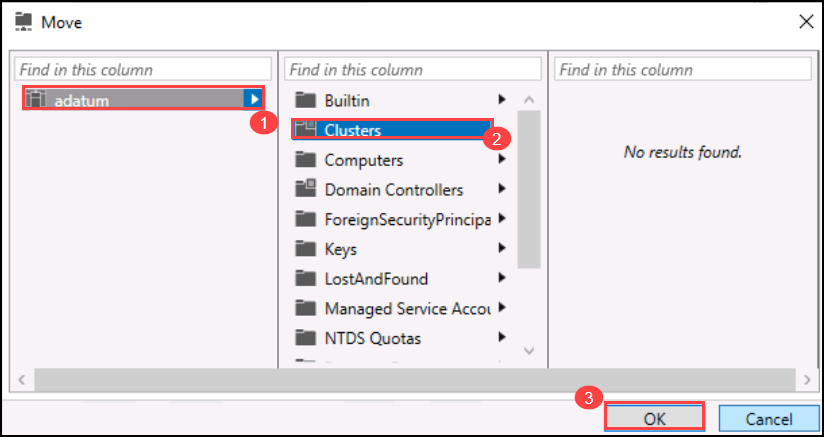 Move
Find in this column
adatum
1
Find in this column
Builtin
Clusters
2
Computers
Domain Controllers
ForeignSecurityPrincipa
Keys
LostAndFound
Managed Service Accou
NTDS Quotas
Find in this column
No results found.
3
OK
Cancel